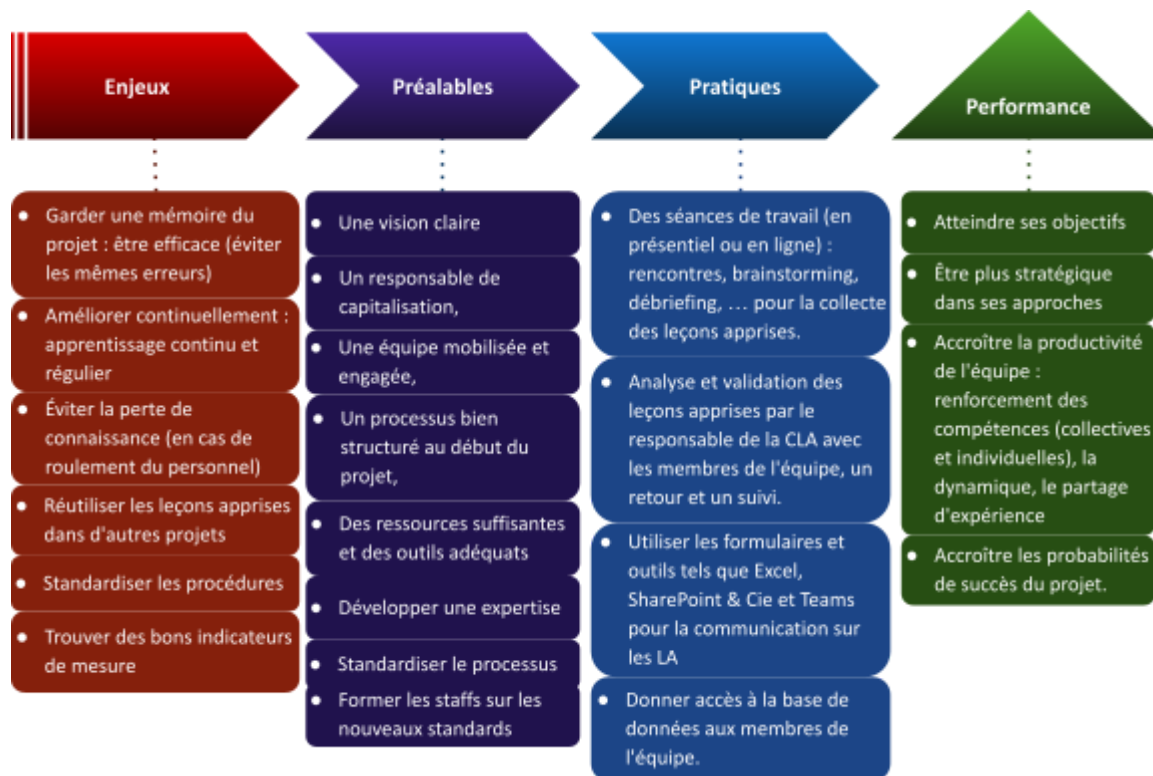 Enjeux
Préalables
Pratiques
Performance
● Garder une mémoire du
projet : être efficace (éviter
les mêmes erreurs)
● Améliorer continuellement :
apprentissage continu et
régulier
● Éviter la perte de
connaissance (en cas de
roulement du personnel)
● Réutiliser les leçons apprises
dans d'autres projets
● Standardiser les procédures
● Trouver des bons indicateurs
de mesure
● Une vision claire
● Un responsable de
capitalisation,
● Une équipe mobilisée et
engagée,
● Un processus bien
structuré au début du
projet,
● Des ressources suffisantes
et des outils adéquats
● Développer une expertise
● Standardiser le processus
● Former les staffs sur les
nouveaux standards
● Des séances de travail (en
présentiel ou en ligne) :
rencontres, brainstorming,
débriefing, … pour la collecte
des leçons apprises.
● Analyse et validation des
leçons apprises par le
responsable de la CLA avec
les membres de l'équipe, un
retour et un suivi.
● Utiliser les formulaires et
outils tels que Excel,
SharePoint & Cie et Teams
pour la communication sur
les LA
● Donner accès à la base de
données aux membres de
l'équipe.
● Atteindre ses objectifs
● Être plus stratégique
dans ses approches
● Accroître la productivité
de l'équipe :
renforcement des
compétences (collectives
et individuelles), la
dynamique, le partage
d'expérience
● Accroître les probabilités
de succès du projet.